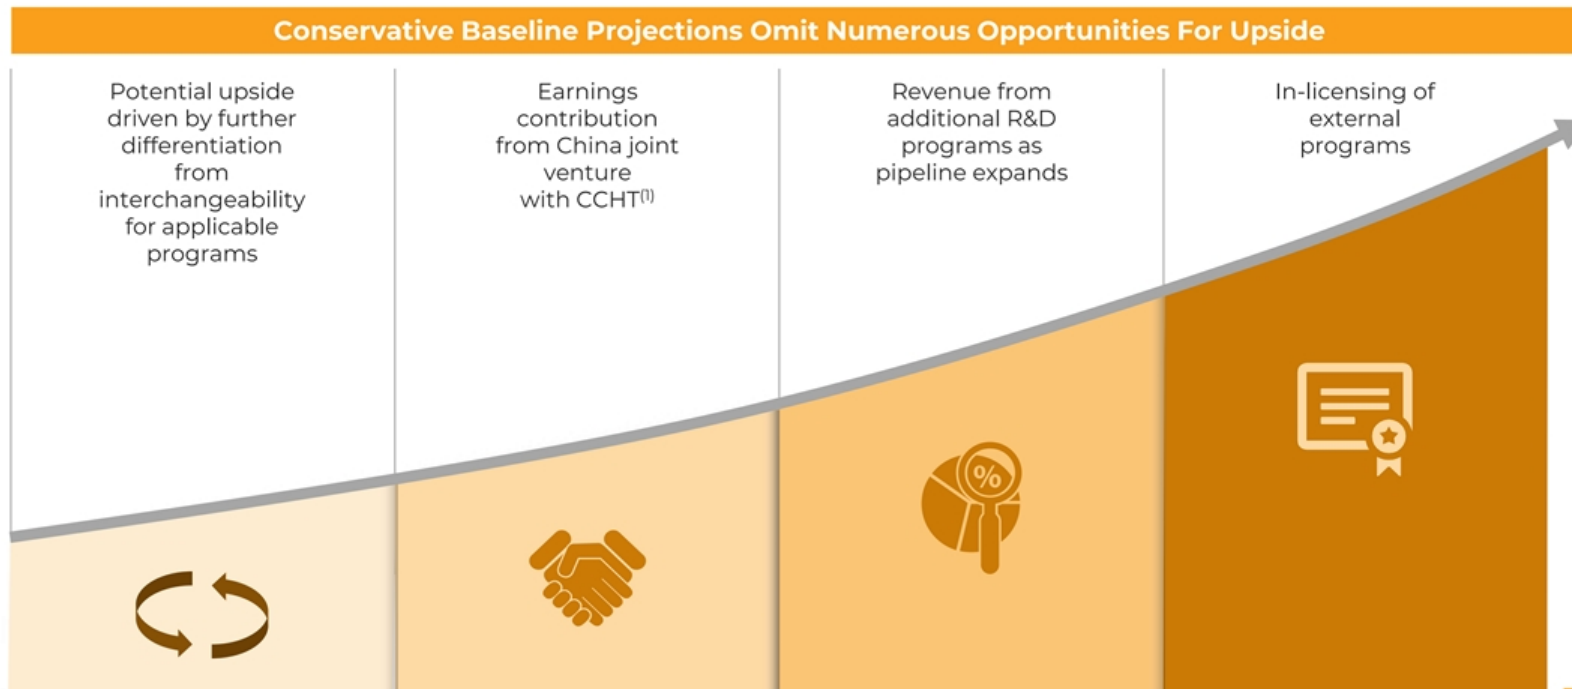 Conservative Baseline Projections Omit Numerous Opportunities For Upside
Potential upside
driven by further
differentiation
from
interchangeability
for applicable
programs
Earnings
contribution
from China joint
venture
with CCHT(1)
Revenue from
additional R&D
programs as
pipeline expands
In-licensing of
external
programs
%